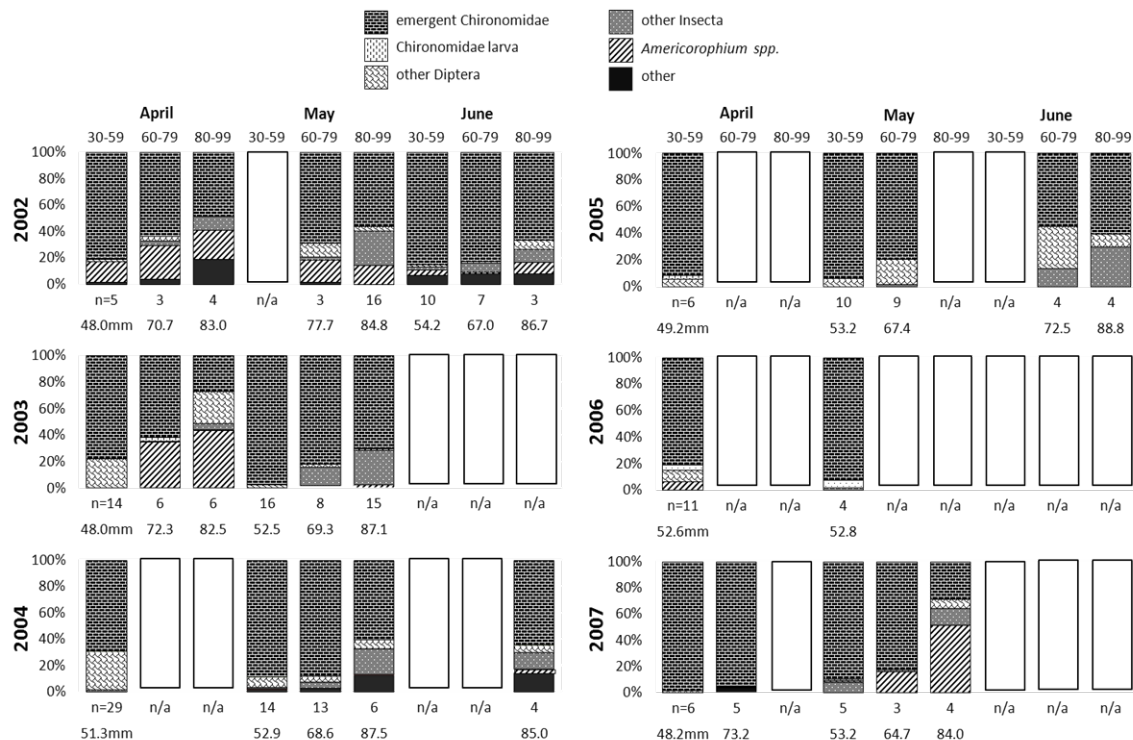 emergent Chironomidae
Chironomidae larva
other Diptera
other Insecta
Americorophium spp.
other
April May June
30-59 60-79 80-99 30-59 60-79 80-99 30-59 60-79 80-99
2002
100%
80%
60%
40%
20%
0%
n=5 3 4 n/a 3 16 10 7 3
48.0mm 70.7 83.0 77.7 84.8 54.2 67.0 86.7
2003
100%
80%
60%
40%
20%
0%
n=14 6 6 16 8 15 n/a n/a n/a
48.0mm 72.3 82.5 52.5 69.3 87.1
2004
100%
80%
60%
40%
20%
0%
n=29 n/a n/a 14 13 6 n/a n/a 4
51.3mm 52.9 68.6 87.5 85.0
April May June
30-59 60-79 80-99 30-59 60-79 80-99 30-59 60-79 80-99
2005
100%
80%
60%
40%
20%
0%
n=6 n/a n/a 10 9 n/a n/a 4 4
49.2mm 53.2 67.4 72.5 88.8
2006
100%
80%
60%
40%
20%
0%
n=11 n/a n/a 4 n/a n/a n/a n/a n/a
52.6mm 52.8
2007
100%
80%
60%
40%
20%
0%
n=6 5 n/a 5 3 4 n/a n/a n/a
48.2mm 73.2 53.2 64.7 84.0